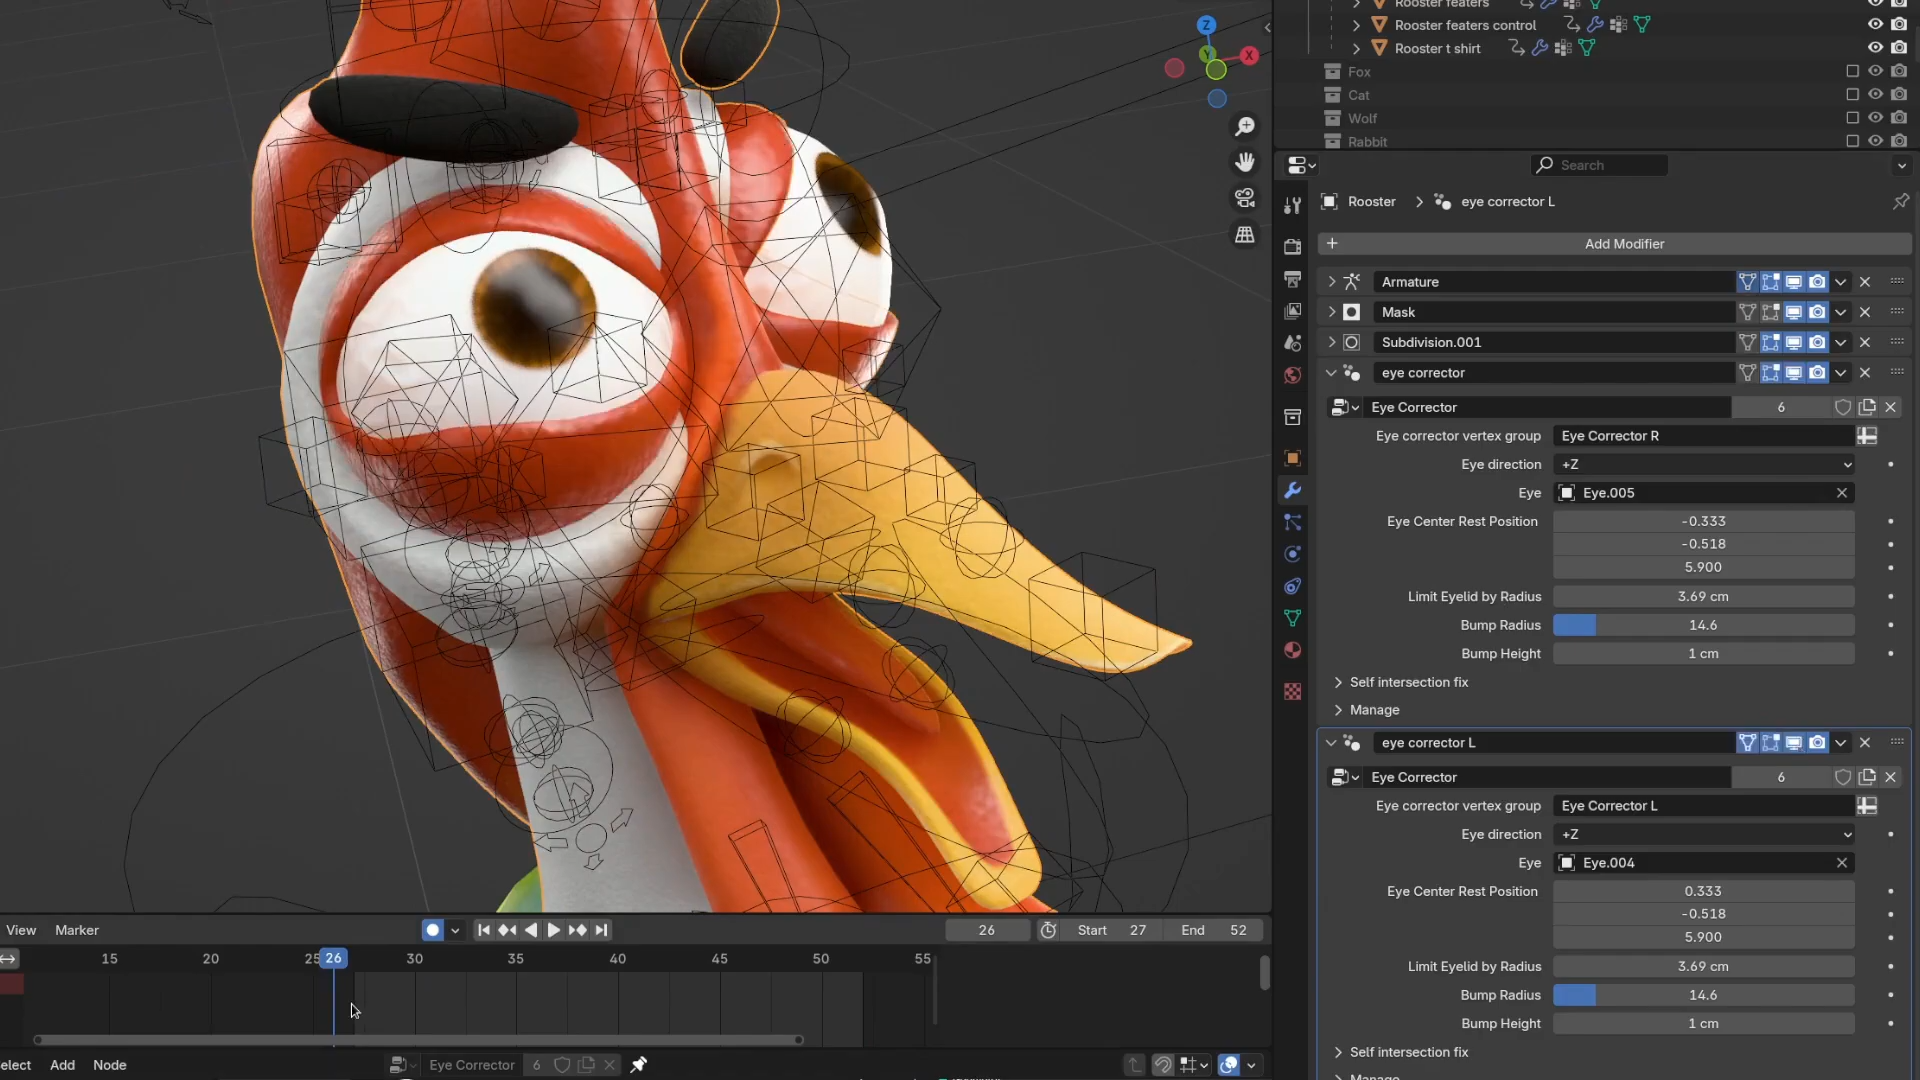 Rooster featers
Rooster featers control
Rooster t shirt
Fox
Cat
Wolf
Rabbit
Z
Y
X
Search
Rooster
eye corrector L
+ Add Modifier
Armature
Mask
Subdivision.001
eye corrector
Eye Corrector 6
Eye corrector vertex group Eye Corrector R
Eye direction +Z
Eye Eye.005
Eye Center Rest Position -0.333
-0.518
5.900
Limit Eyelid by Radius 3.69 cm
Bump Radius 14.6
Bump Height 1 cm
Self intersection fix
Manage
eye corrector L
Eye Corrector 6
Eye corrector vertex group Eye Corrector L
Eye direction +Z
Eye Eye.004
Eye Center Rest Position 0.333
-0.518
5.900
Limit Eyelid by Radius 3.69 cm
Bump Radius 14.6
Bump Height 1 cm
Self intersection fix
Manage
View Marker 26 Start 27 End 52
15 20 25 26 30 35 40 45 50 55
elect Add Node Eye Corrector 6